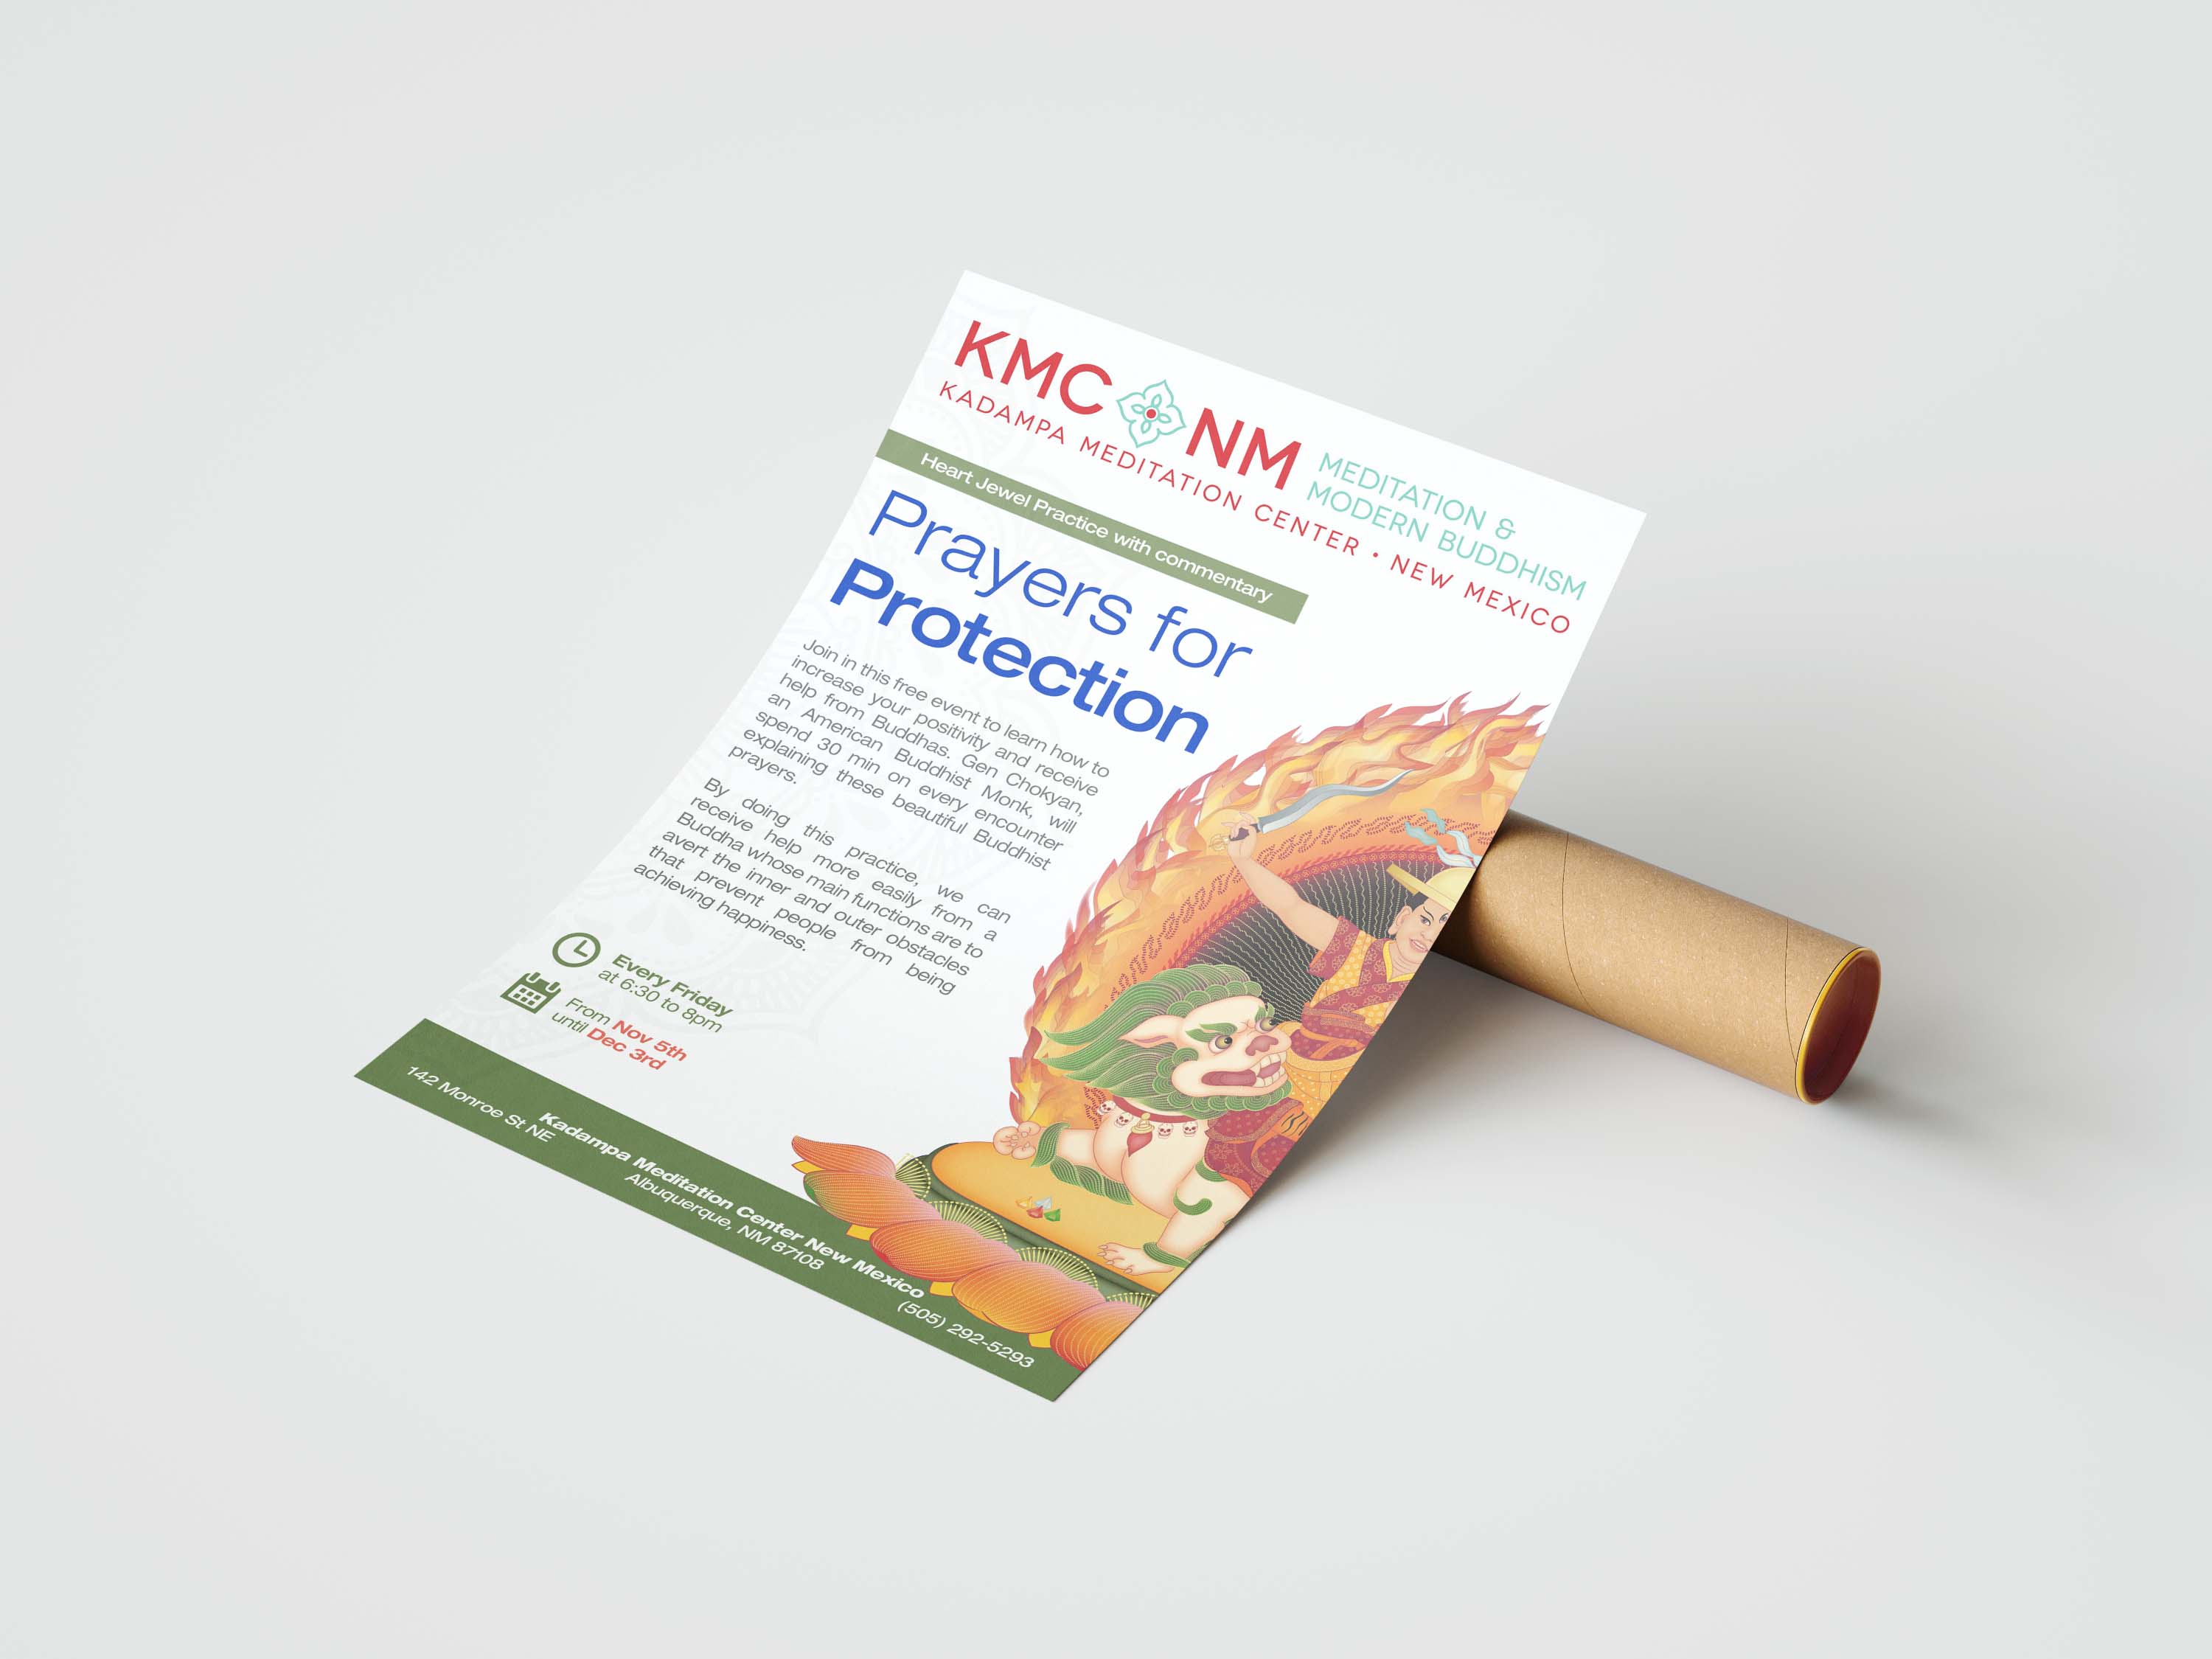 KMC NM
MEDITATION &
MODERN BUDDHISM
KADAMPA MEDITATION CENTER • NEW MEXICO
Heart Jewel Practice with commentary
Prayers for
Protection
Join in this free event to learn how to
increase your positivity and receive
help from Buddhas. Gen Chokyan,
an American Buddhist Monk, will
spend 30 min on every encounter
explaining these beautiful Buddhist
prayers.
By doing this practice, we can
receive help more easily from a
Buddha whose main functions are to
avert the inner and outer obstacles
that prevent people from being
achieving happiness.
Every Friday
at 6:30 to 8pm
From Nov 5th
until Dec 3rd
Kadampa Meditation Center New Mexico
142 Monroe St NE
Albuquerque, NM 87108
(505) 292-5293